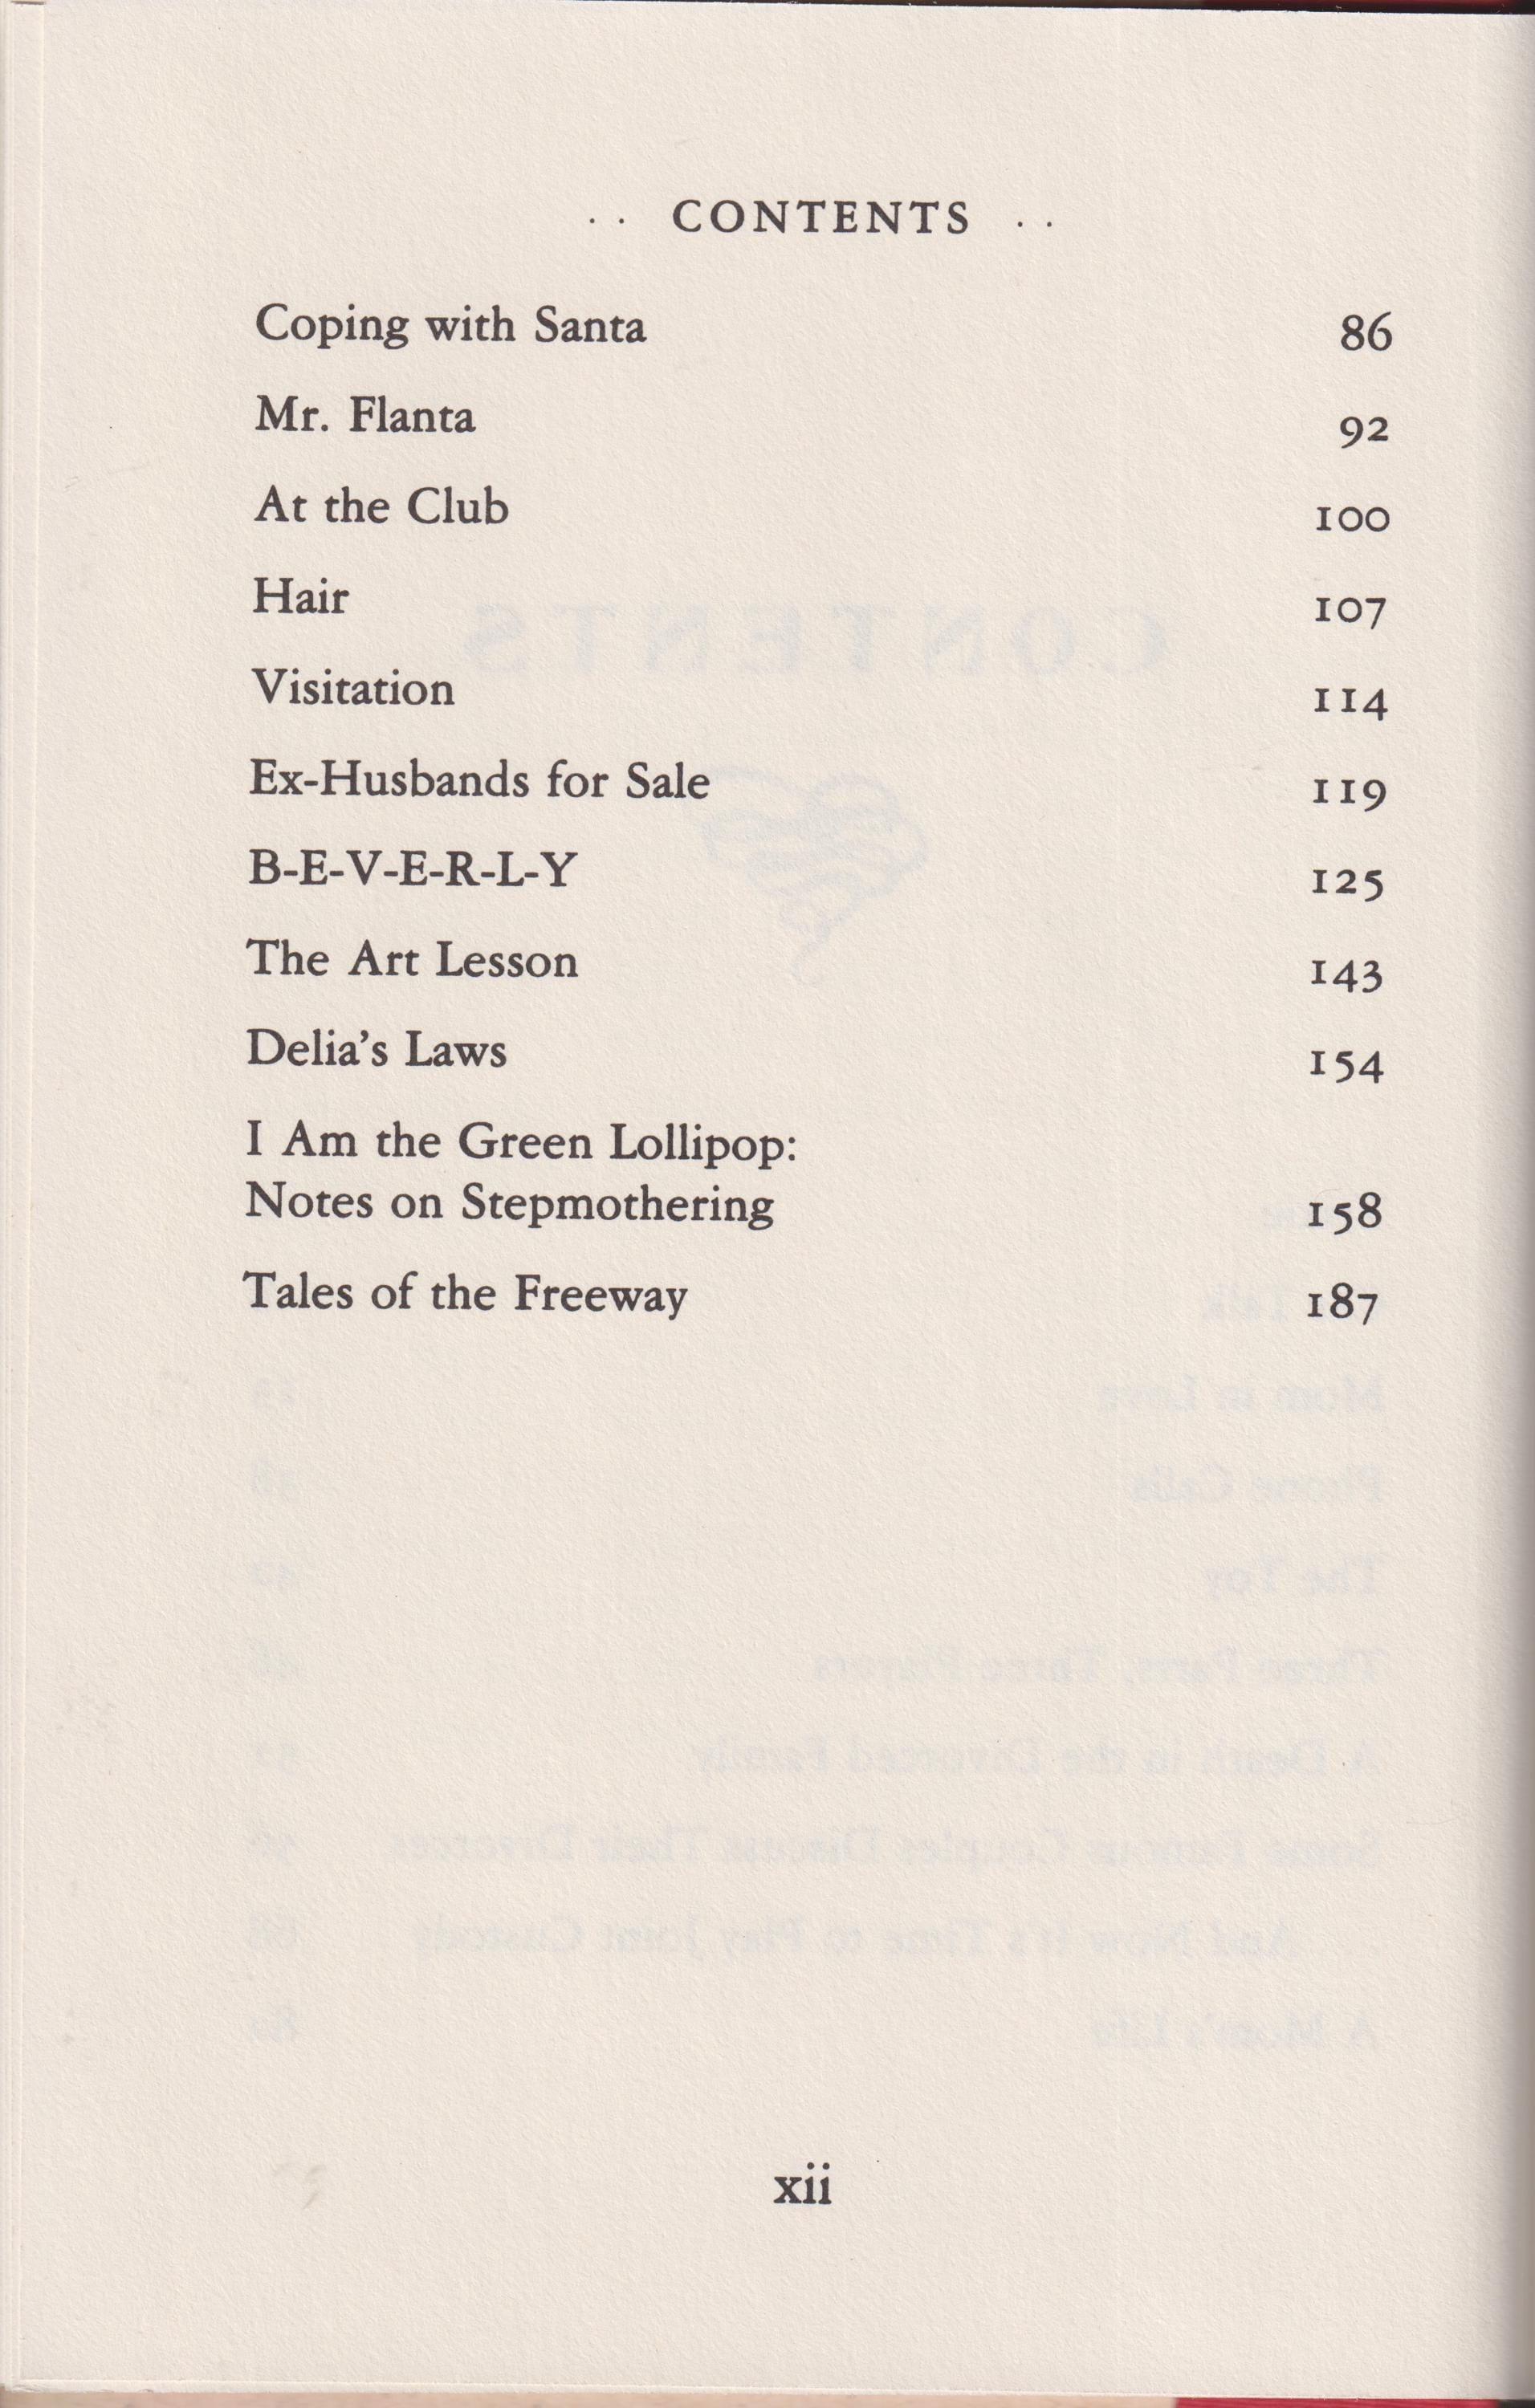 ·· CONTENTS ··
Coping with Santa 86
Mr. Flanta 92
At the Club 100
Hair 107
Visitation 114
Ex-Husbands for Sale 119
B-E-V-E-R-L-Y 125
The Art Lesson 143
Delia's Laws 154
I Am the Green Lollipop:
Notes on Stepmothering 158
Tales of the Freeway 187
xii